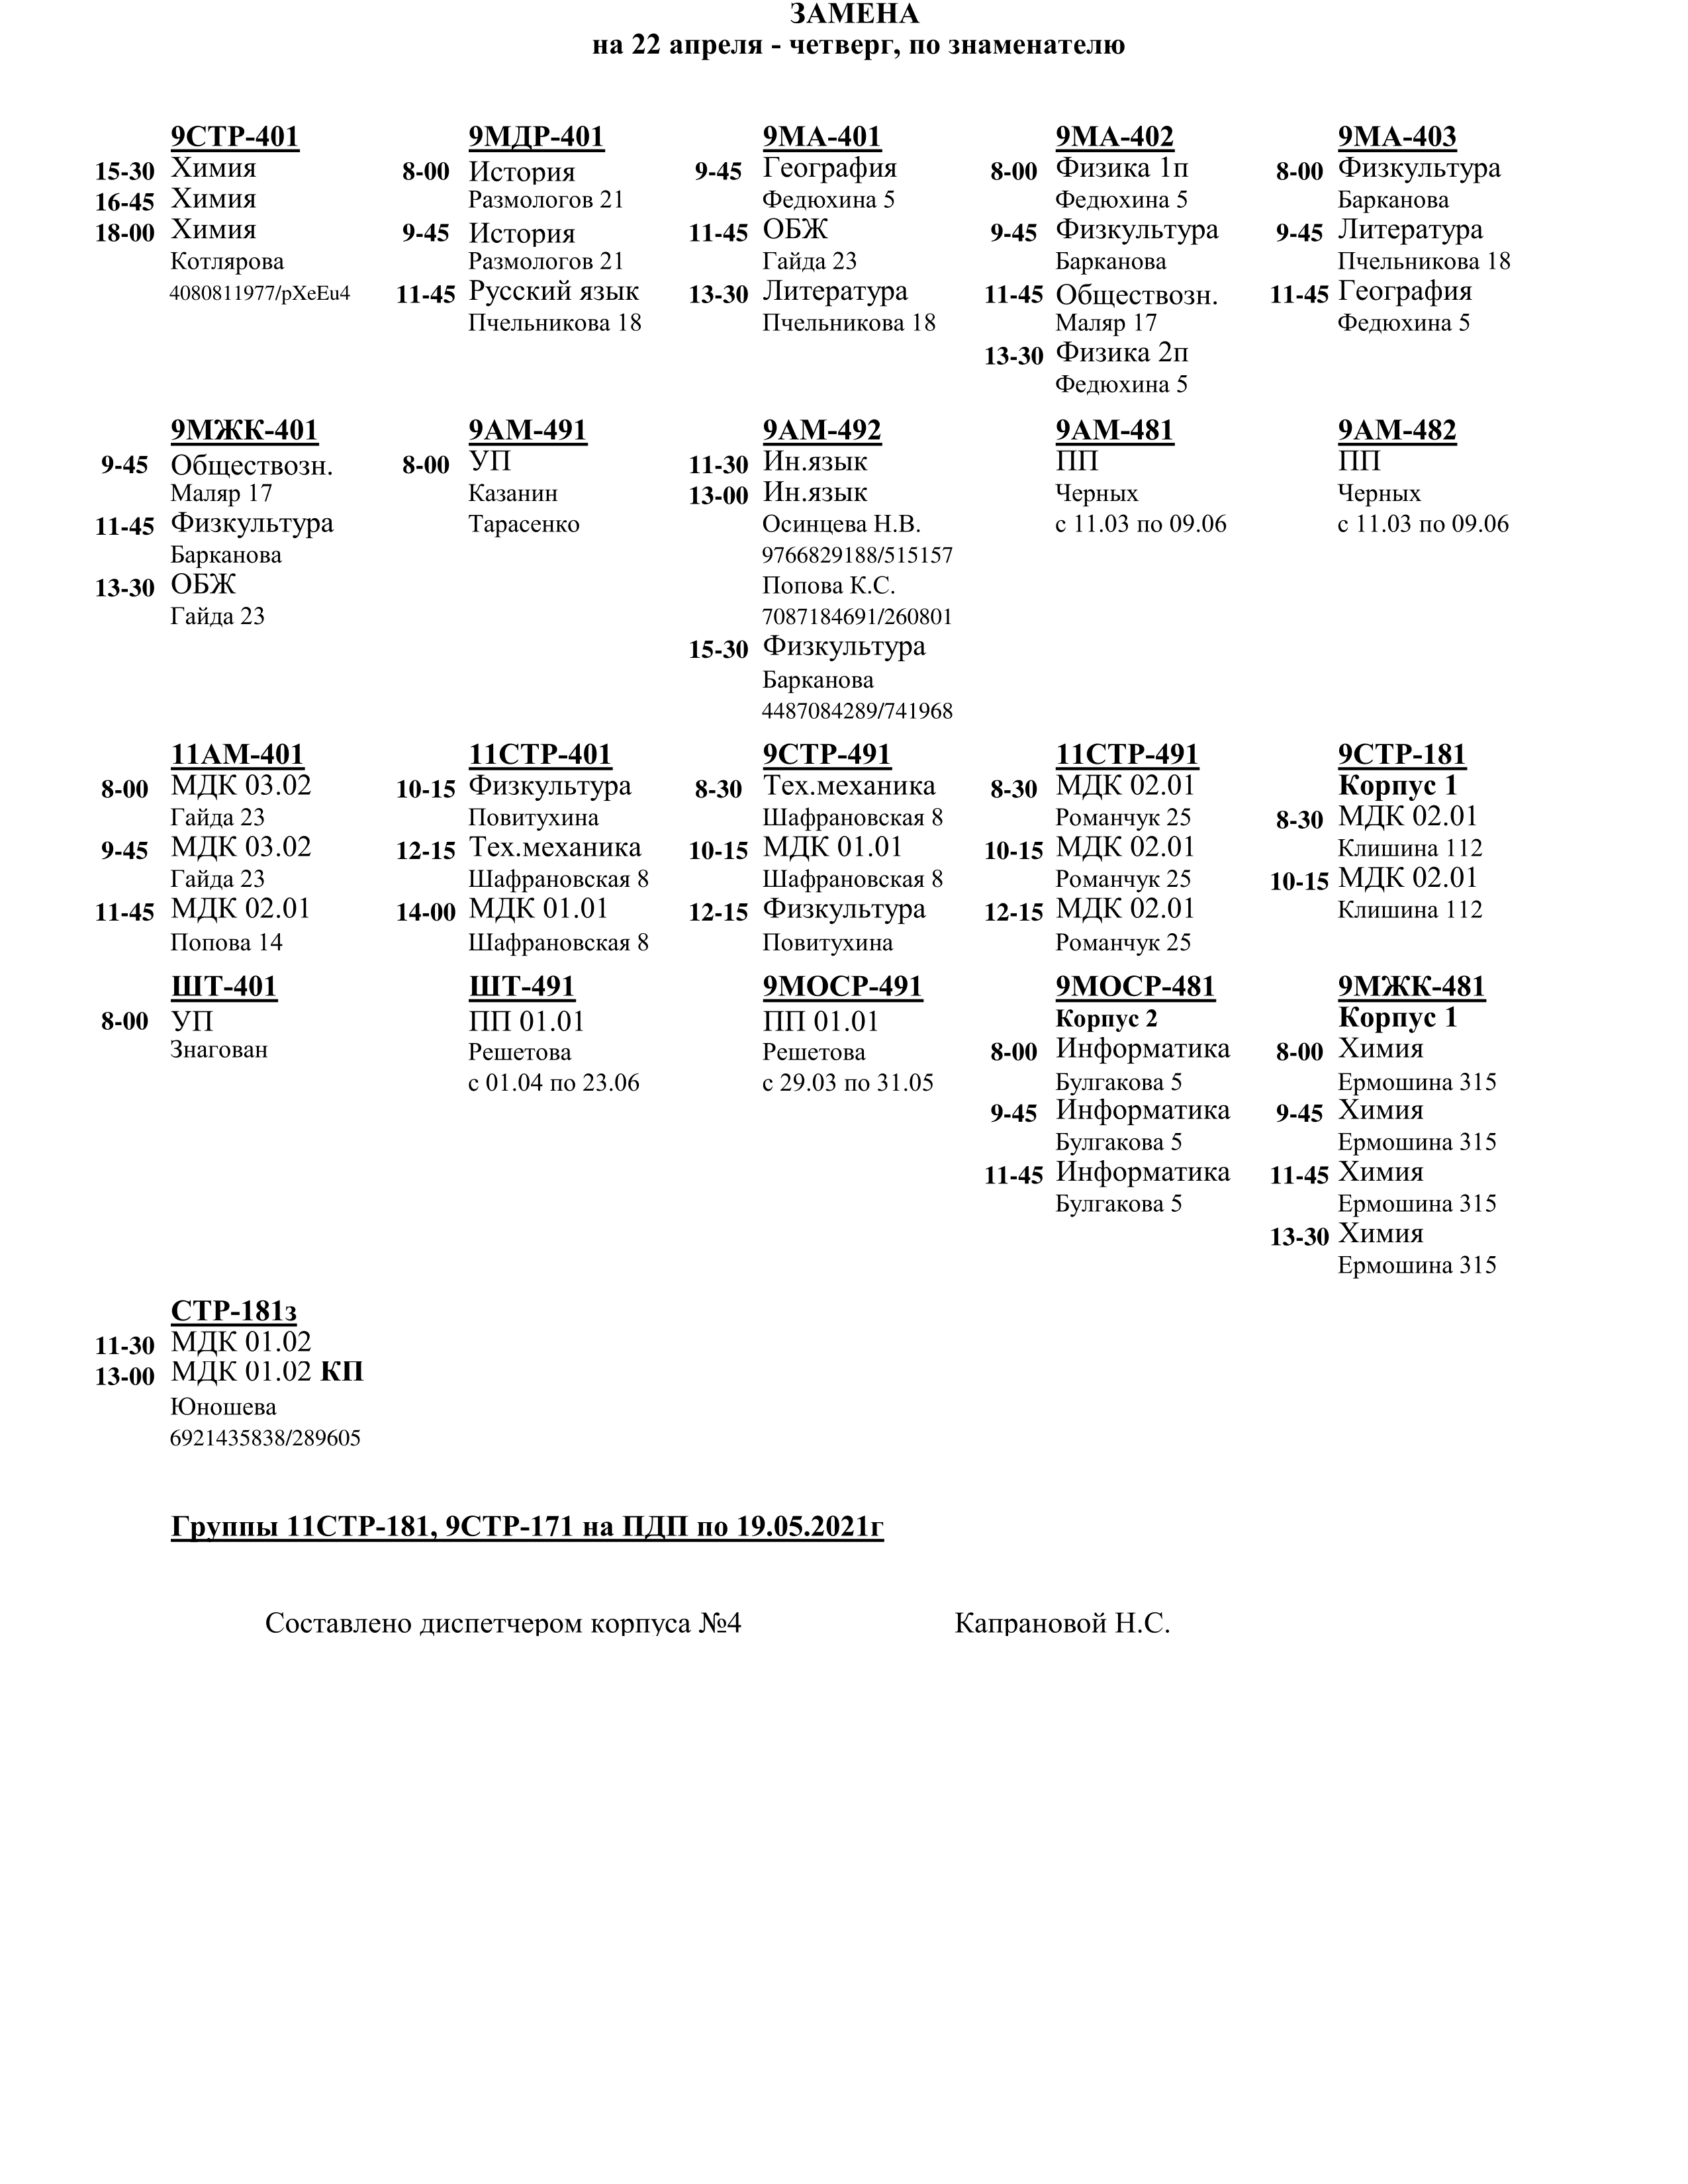 ЗАМЕНА
на 22 апреля - четверг, по знаменателю
9СТР-401 9МДР-401 9МА-401 9МА-402 9МА-403
15-30 Химия 8-00 История 9-45 География 8-00 Физика 1п 8-00 Физкультура
16-45 Химия Размологов 21 Федюхина 5 Федюхина 5 Барканова
18-00 Химия 9-45 История 11-45 ОБЖ 9-45 Физкультура 9-45 Литература
Котлярова Размологов 21 Гайда 23 Барканова Пчельникова 18
4080811977/pXeEu4 11-45 Русский язык 13-30 Литература 11-45 Обществозн. 11-45 География
Пчельникова 18 Пчельникова 18 Маляр 17 Федюхина 5
13-30 Физика 2п
Федюхина 5
9МЖК-401 9АМ-491 9АМ-492 9АМ-481 9АМ-482
9-45 Обществозн. 8-00 УП 11-30 Ин.язык ПП ПП
Маляр 17 Казанин 13-00 Ин.язык Черных Черных
11-45 Физкультура Тарасенко Осинцева Н.В. с 11.03 по 09.06 с 11.03 по 09.06
Барканова 9766829188/515157
13-30 ОБЖ Попова К.С.
Гайда 23 7087184691/260801
15-30 Физкультура
Барканова
4487084289/741968
11АМ-401 11СТР-401 9СТР-491 11СТР-491 9СТР-181
8-00 МДК 03.02 10-15 Физкультура 8-30 Тех.механика 8-30 МДК 02.01 Корпус 1
Гайда 23 Повитухина Шафрановская 8 Романчук 25 8-30 МДК 02.01
9-45 МДК 03.02 12-15 Тех.механика 10-15 МДК 01.01 10-15 МДК 02.01 Клишина 112
Гайда 23 Шафрановская 8 Шафрановская 8 Романчук 25 10-15 МДК 02.01
11-45 МДК 02.01 14-00 МДК 01.01 12-15 Физкультура 12-15 МДК 02.01 Клишина 112
Попова 14 Шафрановская 8 Повитухина Романчук 25
ШТ-401 ШТ-491 9МОСР-491 9МОСР-481 9МЖК-481
8-00 УП ПП 01.01 ПП 01.01 Корпус 2 Корпус 1
Знагован Решетова Решетова 8-00 Информатика 8-00 Химия
с 01.04 по 23.06 с 29.03 по 31.05 Булгакова 5 Ермошина 315
9-45 Информатика 9-45 Химия
Булгакова 5 Ермошина 315
11-45 Информатика 11-45 Химия
Булгакова 5 Ермошина 315
13-30 Химия
Ермошина 315
СТР-181з
11-30 МДК 01.02
13-00 МДК 01.02 КП
Юношева
6921435838/289605
Группы 11СТР-181, 9СТР-171 на ПДП по 19.05.2021г
Составлено диспетчером корпуса №4 Капрановой Н.С.